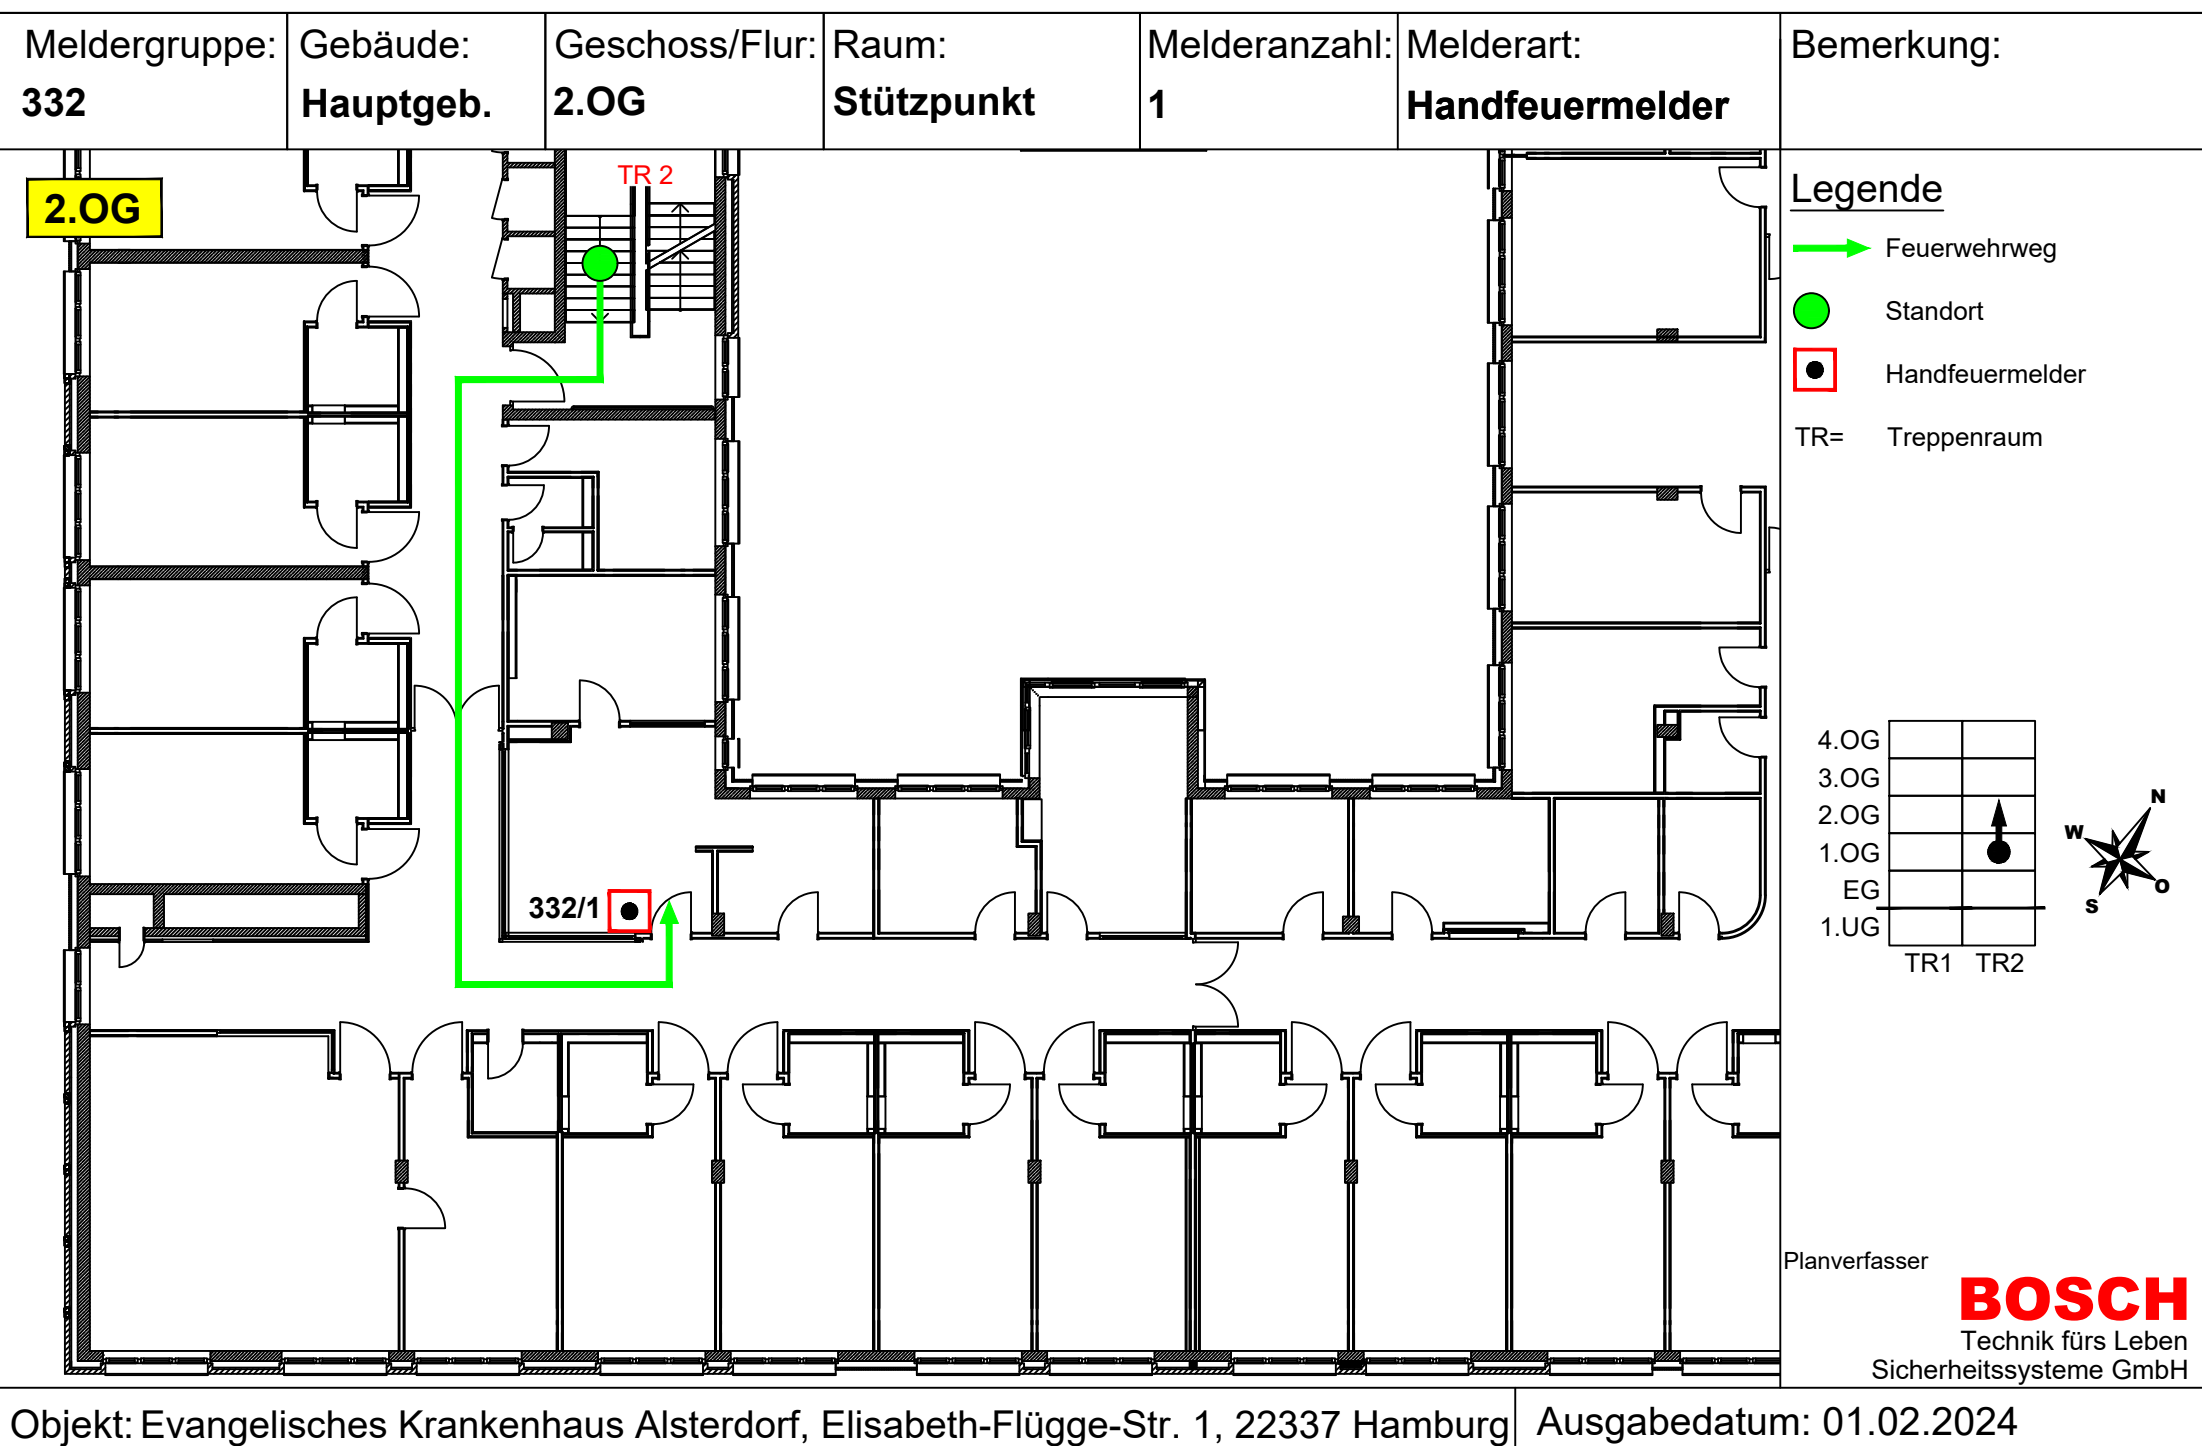 Meldergruppe: Gebäude: Geschoss/Flur: Raum: Melderanzahl: Melderart: Bemerkung:
332 Hauptgeb. 2.OG Stützpunkt 1 Handfeuermelder
2.OG
TR 2
332/1
Legende
Feuerwehrweg
Standort
Handfeuermelder
TR= Treppenraum
4.OG
3.OG
2.OG
1.OG
EG
1.UG
TR1 TR2
N
W
O
S
Planverfasser
BOSCH
Technik fürs Leben
Sicherheitssysteme GmbH
Objekt: Evangelisches Krankenhaus Alsterdorf, Elisabeth-Flügge-Str. 1, 22337 Hamburg Ausgabedatum: 01.02.2024